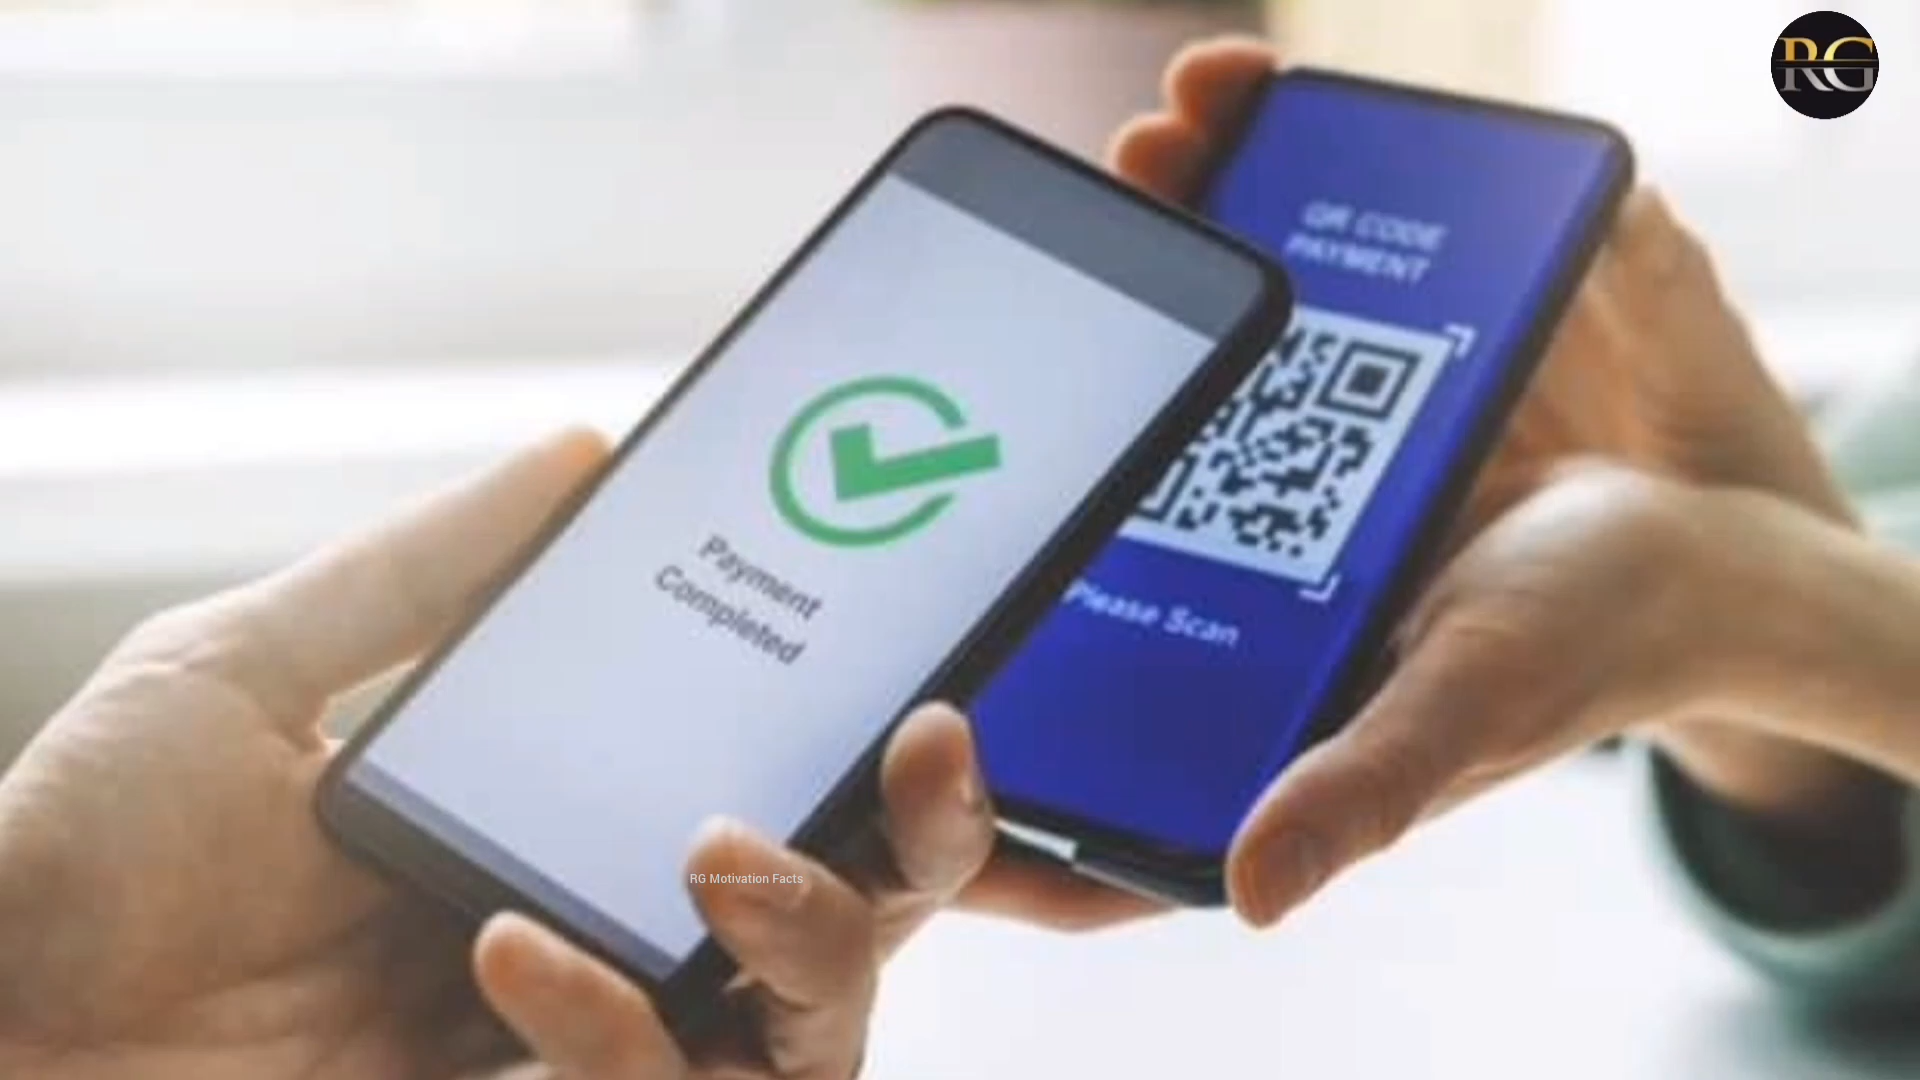 RG
QR CODE
PAYMENT
Payment
Completed
Please Scan
RG Motivation Facts